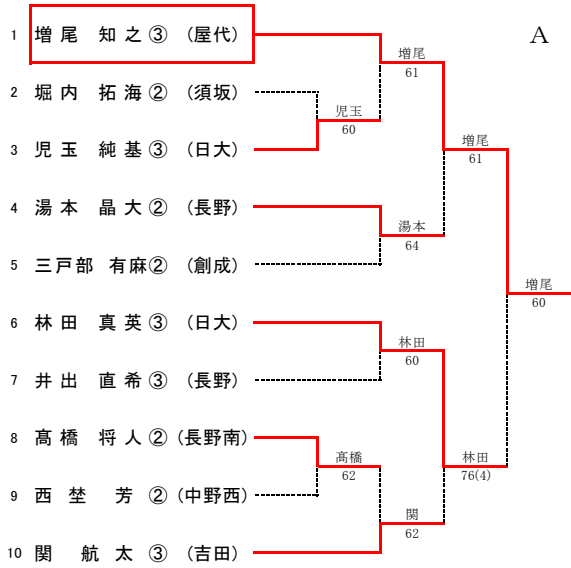 A
1 増尾 知之③ (屋代)
増尾
61
2 堀内 拓海② (須坂)
児玉
60
3 児玉 純基③ (日大)
増尾
61
4 湯本 晶大② (長野)
湯本
64
5 三戸部 有麻② (創成)
増尾
60
6 林田 真英③ (日大)
林田
60
7 井出 直希③ (長野)
8 髙橋 将人② (長野南)
髙橋
62
林田
76(4)
9 西埜 芳② (中野西)
関
62
10 関 航太③ (吉田)